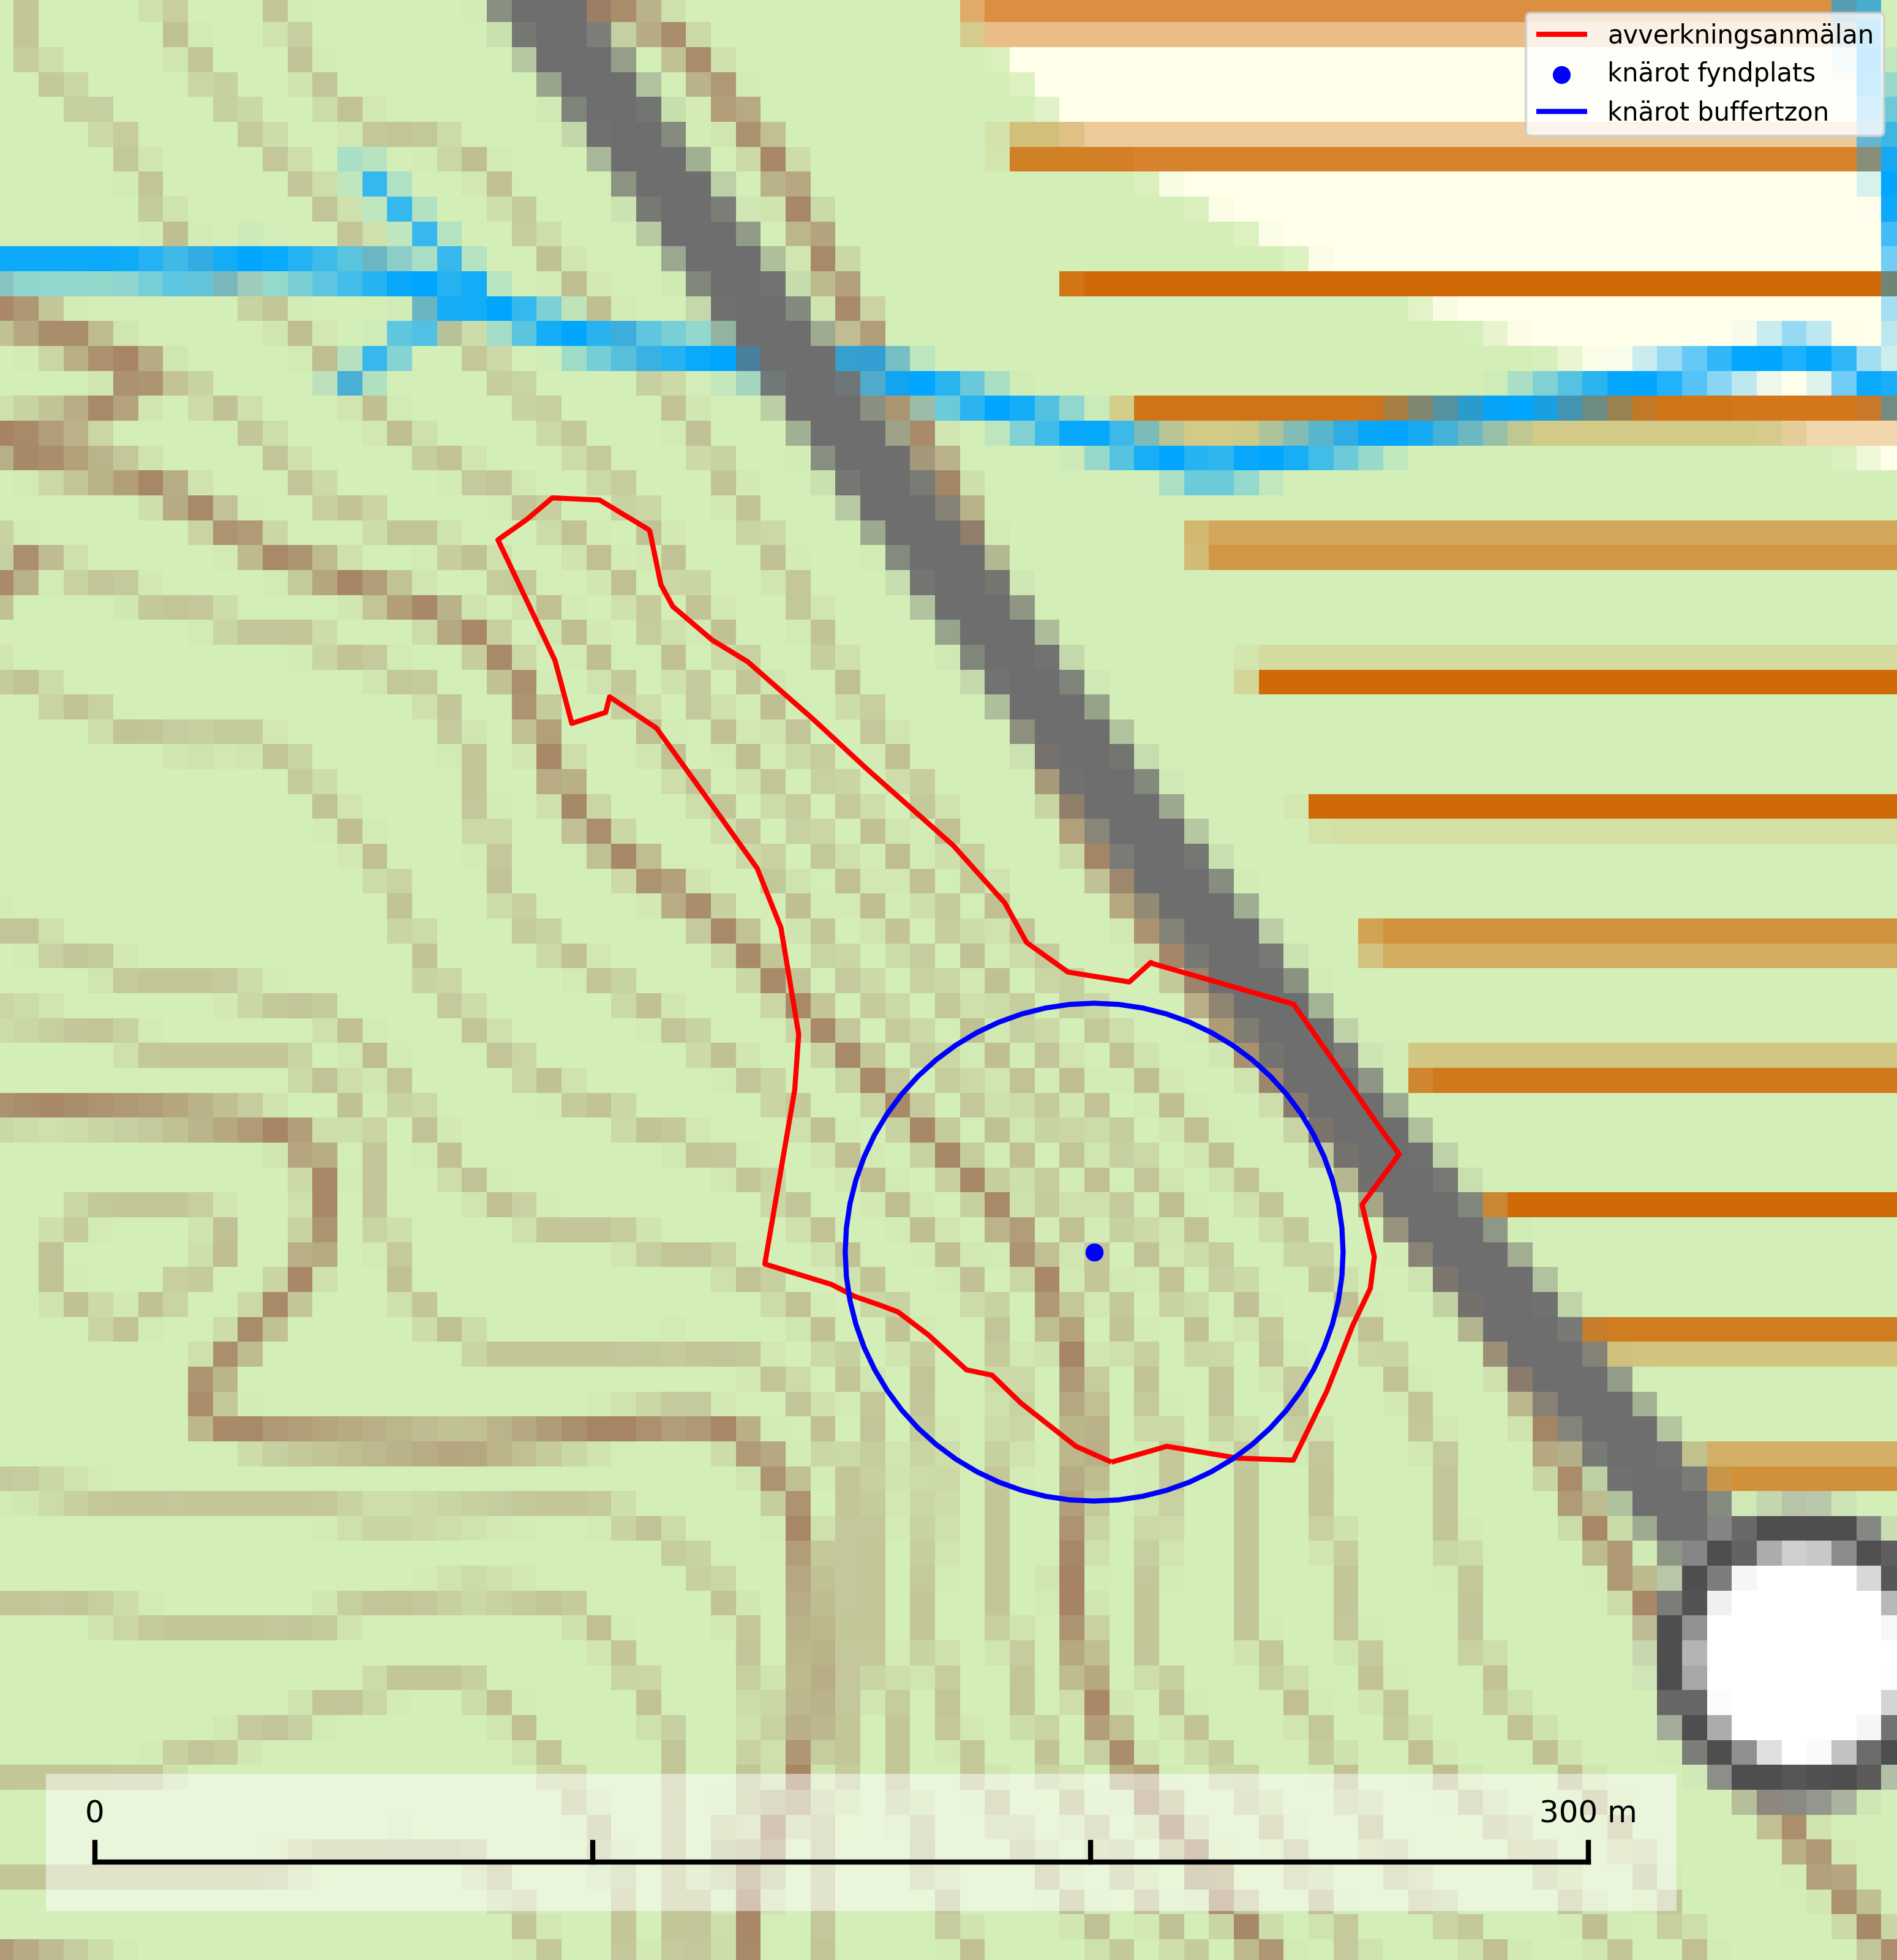 avverkningsanmälan
knärot fyndplats
knärot buffertzon
0 300 m